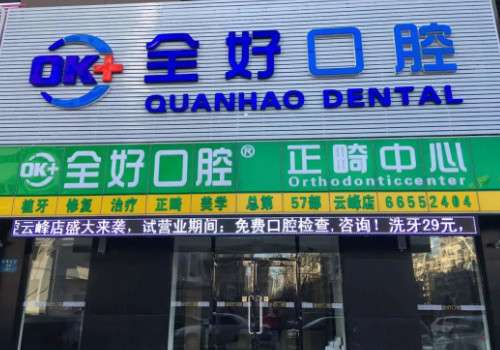 OK+ 全好口腔
QUANHAO DENTAL
OK+ 全好口腔® 正畸中心
Orthodonticcenter
植牙 修复 治疗 正畸 美学 总第 57部 云峰店 66552404
云峰店盛大来袭，试营业期间：免费口腔检查,咨询！洗牙29元，